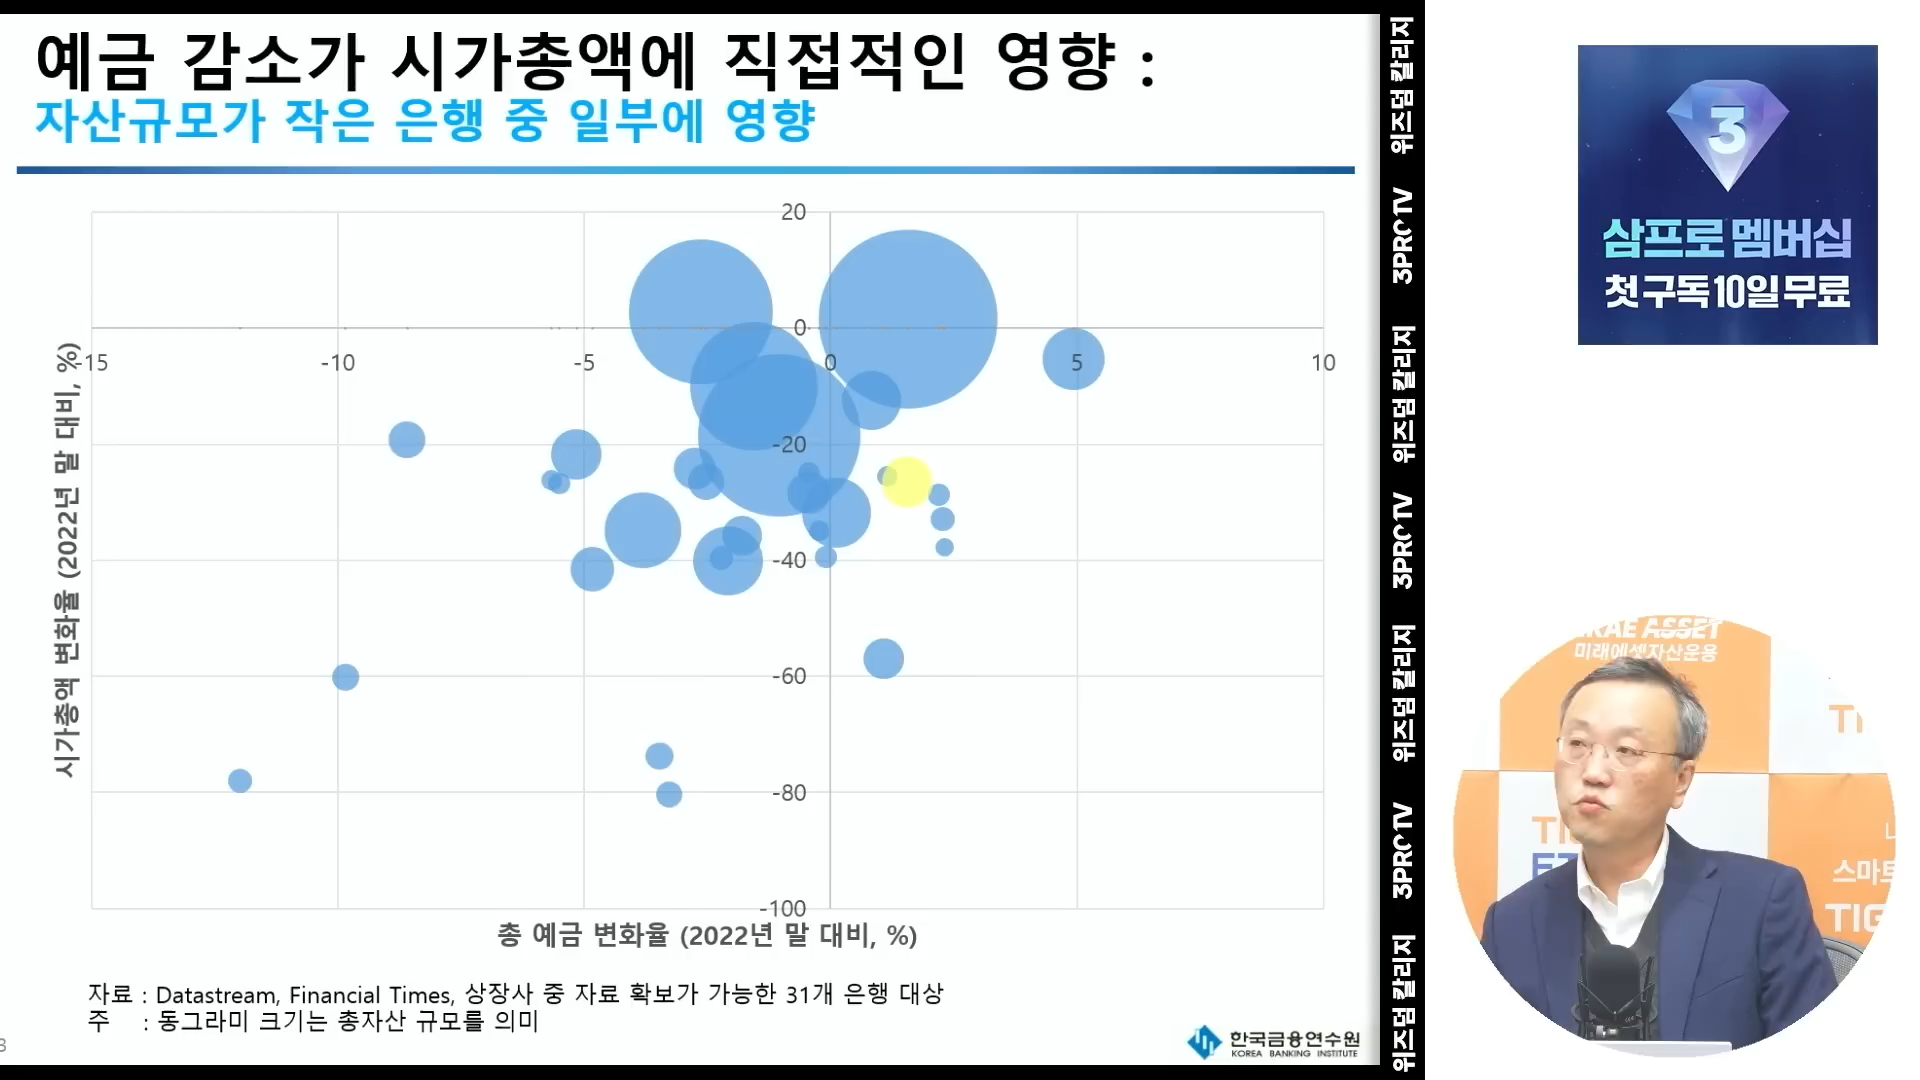 예금 감소가 시가총액에 직접적인 영향 :
자산규모가 작은 은행 중 일부에 영향
시가총액 변화율 (2022년 말 대비, %)
20
0
-15
-10
-5
0
5
10
-20
-40
-60
-80
-100
총 예금 변화율 (2022년 말 대비, %)
자료 : Datastream, Financial Times, 상장사 중 자료 확보가 가능한 31개 은행 대상
주 : 동그라미 크기는 총자산 규모를 의미
한국금융연수원
KOREA BANKING INSTITUTE
위즈덤 칼리지
3PROTV
위즈덤 칼리지
3PROTV
위즈덤 칼리지
3PROTV
위즈덤 칼리지
3
삼프로 멤버십
첫 구독 10일 무료
ASSET
미래에셋자산운용
스마트